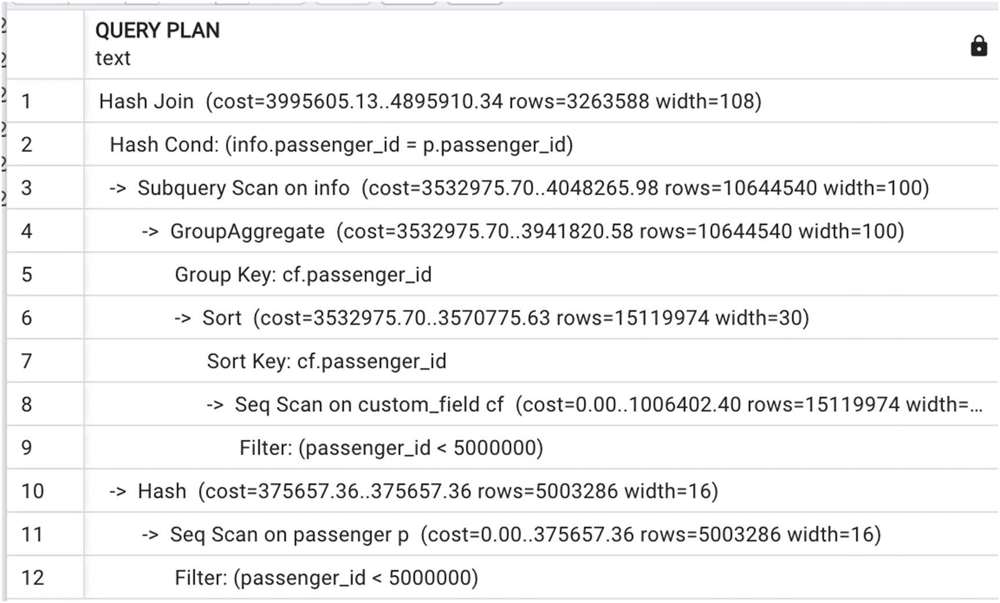 QUERY PLAN
text
1 Hash Join (cost=3995605.13..4895910.34 rows=3263588 width=108)
2 Hash Cond: (info.passenger_id = p.passenger_id)
3 -> Subquery Scan on info (cost=3532975.70..4048265.98 rows=10644540 width=100)
4 -> GroupAggregate (cost=3532975.70..3941820.58 rows=10644540 width=100)
5 Group Key: cf.passenger_id
6 -> Sort (cost=3532975.70..3570775.63 rows=15119974 width=30)
7 Sort Key: cf.passenger_id
8 -> Seq Scan on custom_field cf (cost=0.00..1006402.40 rows=15119974 width=...
9 Filter: (passenger_id < 5000000)
10 -> Hash (cost=375657.36..375657.36 rows=5003286 width=16)
11 -> Seq Scan on passenger p (cost=0.00..375657.36 rows=5003286 width=16)
12 Filter: (passenger_id < 5000000)